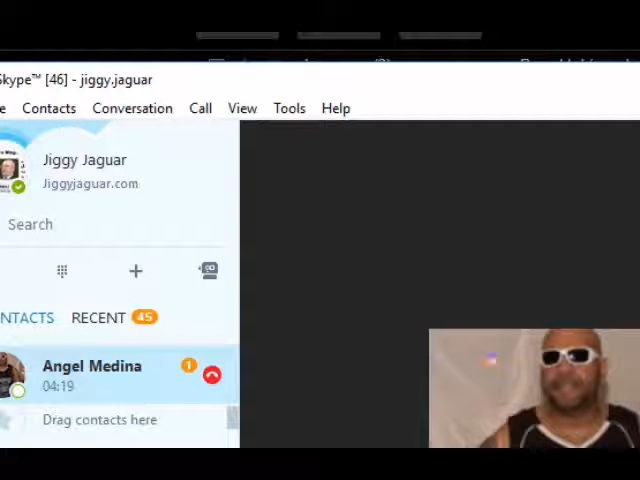 Skype™ [46] - jiggy.jaguar
Contacts Conversation Call View Tools Help
Jiggy Jaguar
Jiggyjaguar.com
Search
NTACTS RECENT 45
Angel Medina 1
04:19
Drag contacts here